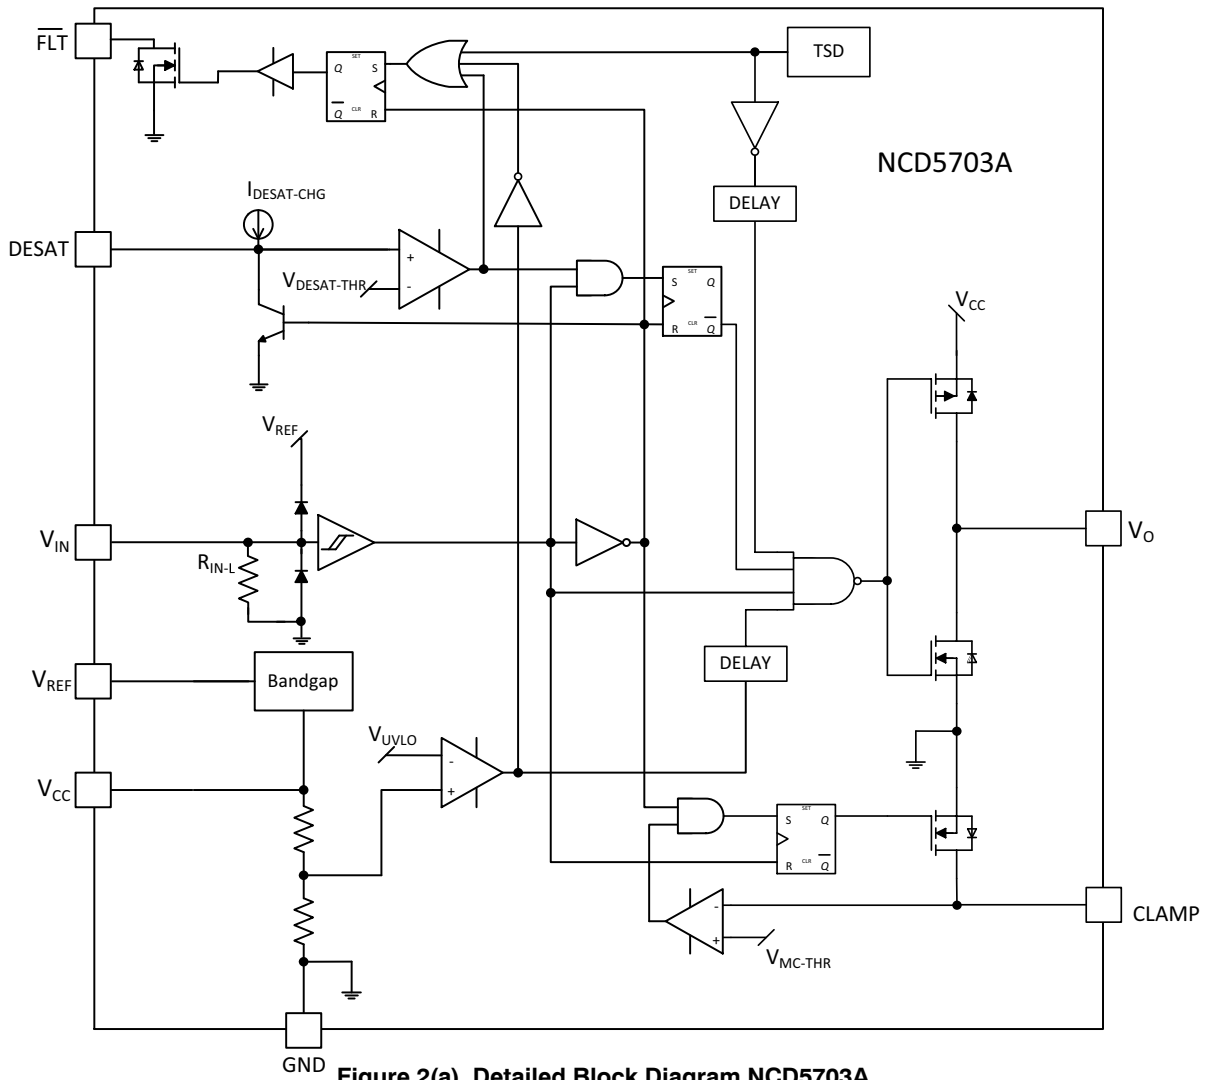 FLT
SET
Q
S
CLR
Q
R
TSD
NCD5703A
DELAY
IDESAT-CHG
DESAT
+
VDESAT-THR
-
SET
S
Q
R
CLR
Q
VCC
VREF
VIN
RIN-L
VO
DELAY
VREF
Bandgap
VUVLO
-
+
VCC
SET
S
Q
R
CLR
Q
-
+
CLAMP
VMC-THR
GND
Figure 2(a). Detailed Block Diagram NCD5703A